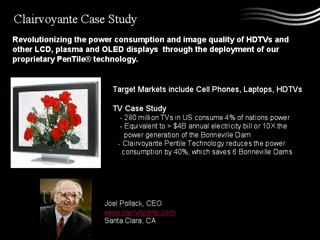 Clairvoyante Case Study
Revolutionizing the power consumption and image quality of HDTVs and
other LCD, plasma and OLED displays through the deployment of our
proprietary PenTile® technology.
Target Markets include Cell Phones, Laptops, HDTVs
TV Case Study
- 260 million TVs in US consume 4% of nations power
- Equivalent to > $4B annual electricity bill or 10X the
power generation of the Bonneville Dam
- Clairvoyante Pentile Technology reduces the power
consumption by 40%, which saves 6 Bonneville Dams
Joel Pollack, CEO
www.clairvoyante.com
Santa Clara, CA